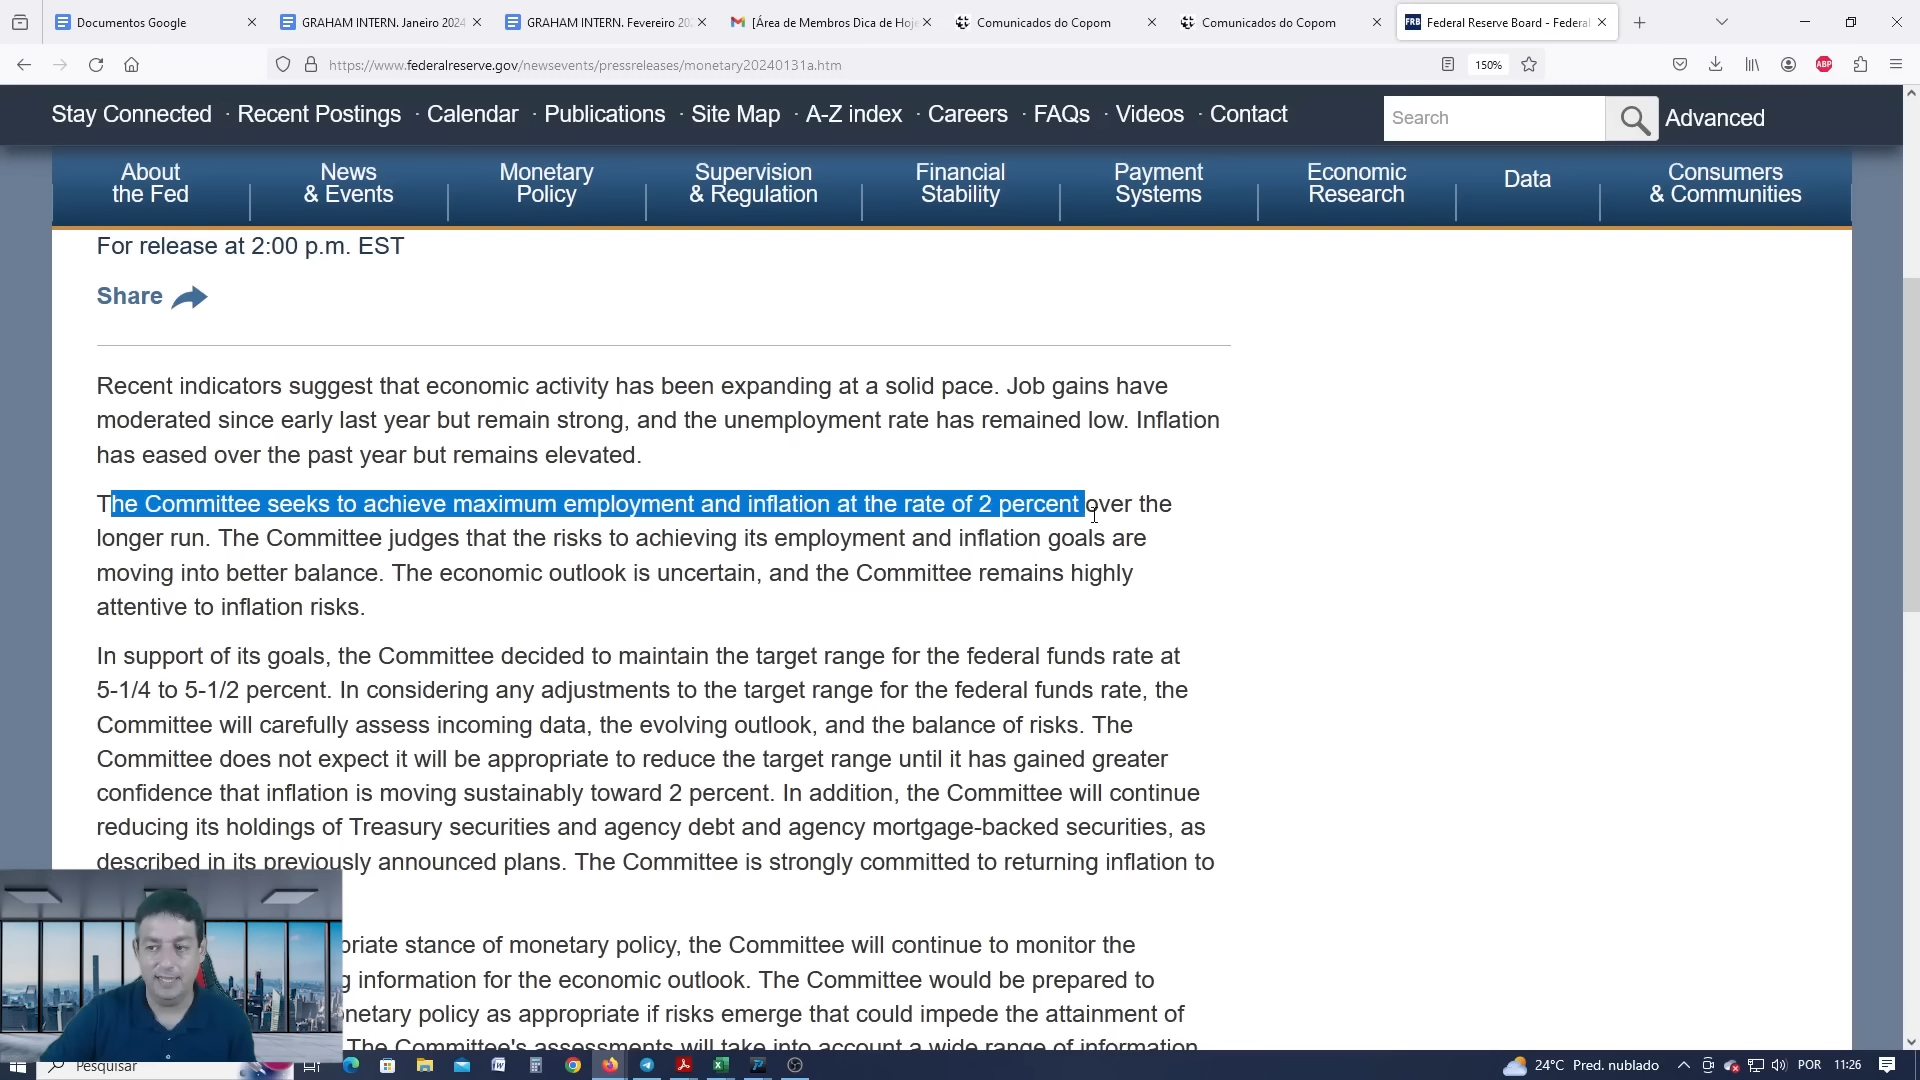 Documentos Google
GRAHAM INTERN. Janeiro 2024
GRAHAM INTERN. Fevereiro 20
[Área de Membros Dica de Hoje
Comunicados do Copom
Comunicados do Copom
FRB Federal Reserve Board - Federal
https://www.federalreserve.gov/newsevents/pressreleases/monetary20240131a.htm
150%
ABP
Stay Connected · Recent Postings · Calendar · Publications · Site Map · A-Z index · Careers · FAQs · Videos · Contact
Search
Advanced
About the Fed
News & Events
Monetary Policy
Supervision & Regulation
Financial Stability
Payment Systems
Economic Research
Data
Consumers & Communities
For release at 2:00 p.m. EST
Share
Recent indicators suggest that economic activity has been expanding at a solid pace. Job gains have
moderated since early last year but remain strong, and the unemployment rate has remained low. Inflation
has eased over the past year but remains elevated.
The Committee seeks to achieve maximum employment and inflation at the rate of 2 percent over the
longer run. The Committee judges that the risks to achieving its employment and inflation goals are
moving into better balance. The economic outlook is uncertain, and the Committee remains highly
attentive to inflation risks.
In support of its goals, the Committee decided to maintain the target range for the federal funds rate at
5-1/4 to 5-1/2 percent. In considering any adjustments to the target range for the federal funds rate, the
Committee will carefully assess incoming data, the evolving outlook, and the balance of risks. The
Committee does not expect it will be appropriate to reduce the target range until it has gained greater
confidence that inflation is moving sustainably toward 2 percent. In addition, the Committee will continue
reducing its holdings of Treasury securities and agency debt and agency mortgage-backed securities, as
described in its previously announced plans. The Committee is strongly committed to returning inflation to
priate stance of monetary policy, the Committee will continue to monitor the
g information for the economic outlook. The Committee would be prepared to
netary policy as appropriate if risks emerge that could impede the attainment of
The Committee's assessments will take into account a wide range of information
Pesquisar
24°C Pred. nublado
POR
11:26